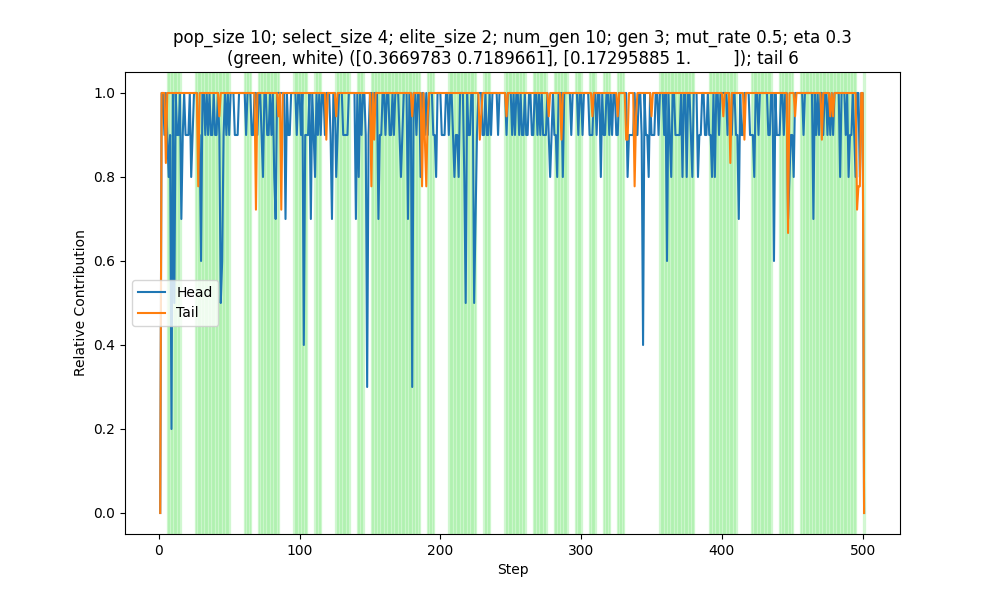 pop_size 10; select_size 4; elite_size 2; num_gen 10; gen 3; mut_rate 0.5; eta 0.3
(green, white) ([0.3669783 0.7189661], [0.17295885 1.        ]); tail 6
1.0
0.8
0.6
0.4
0.2
0.0
Relative Contribution
Head
Tail
0
100
200
300
400
500
Step